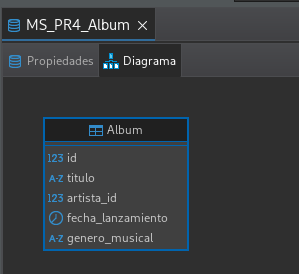 MS_PR4_Album
Propiedades Diagrama
Album
123 id
A-Z titulo
123 artista_id
fecha_lanzamiento
A-Z genero_musical